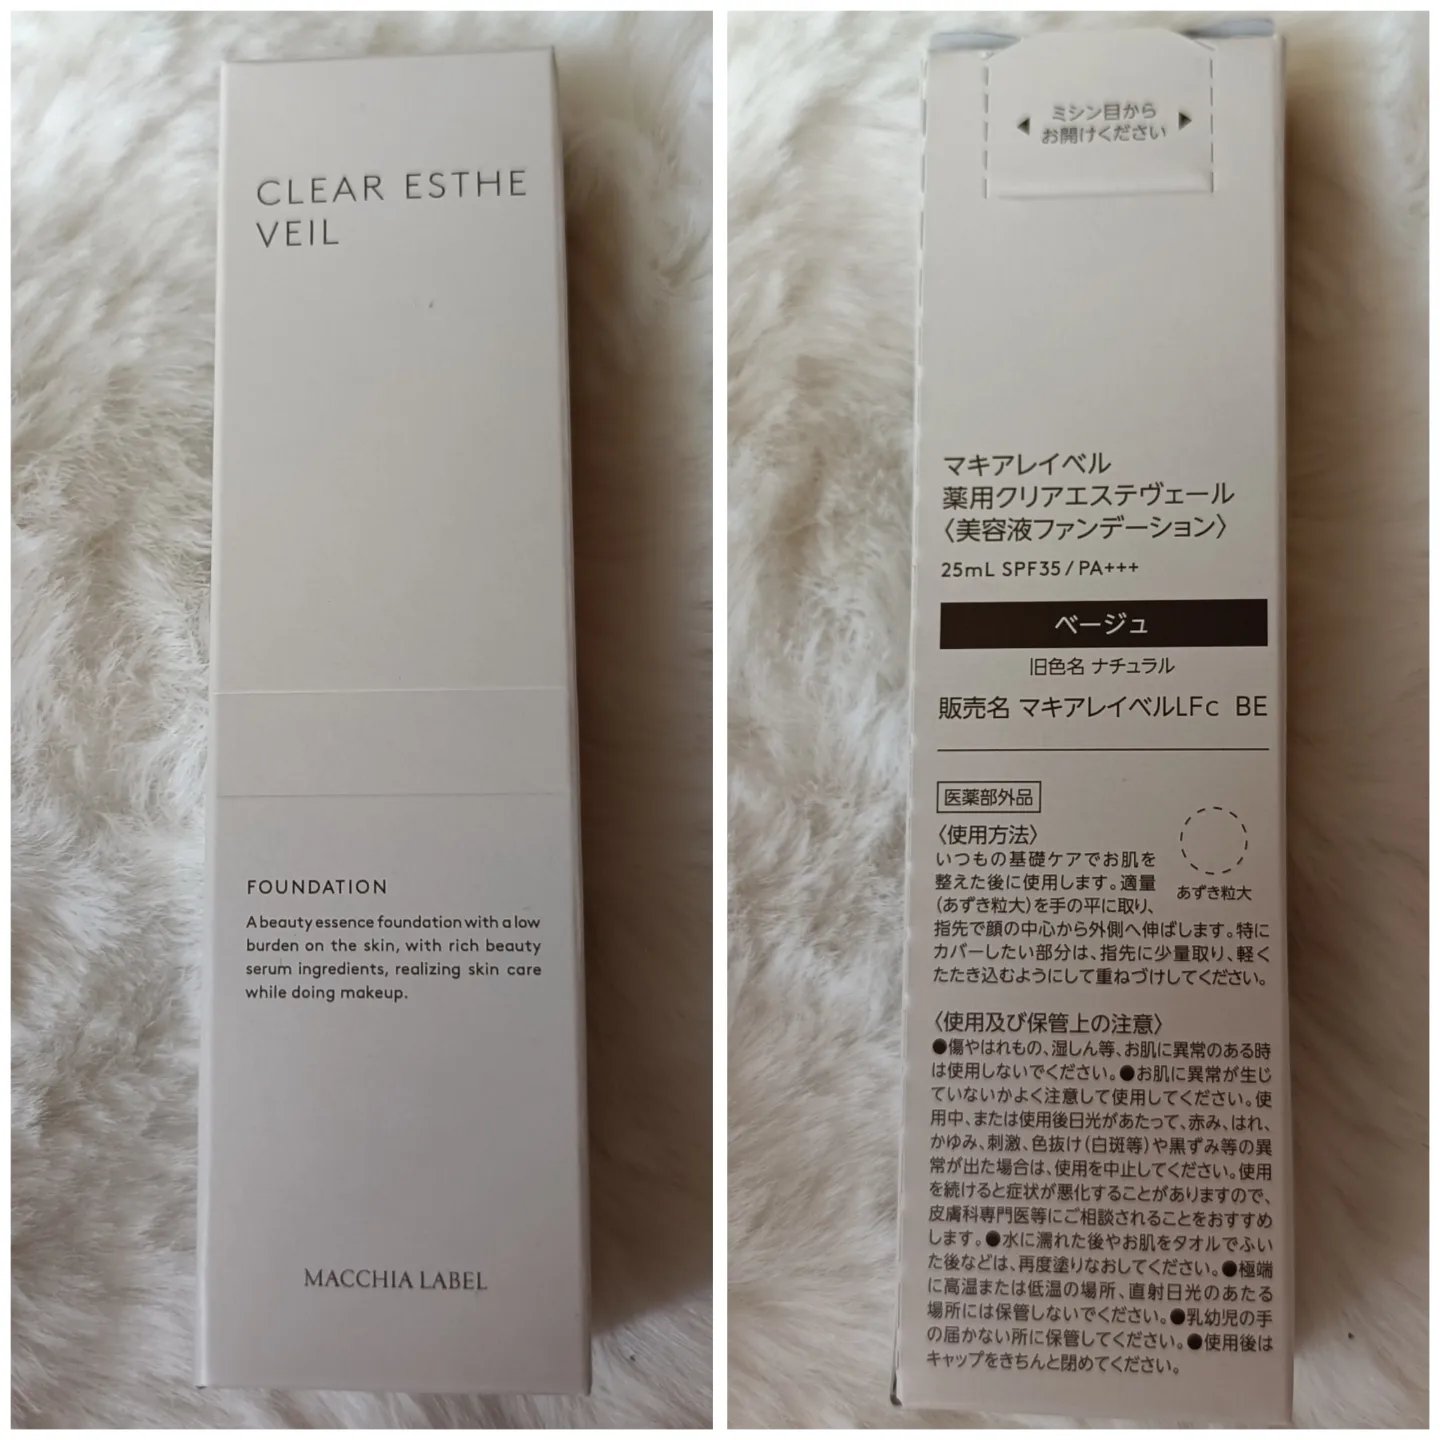 CLEAR ESTHE
VEIL
FOUNDATION
A beauty essence foundation with a low
burden on the skin, with rich beauty
serum ingredients, realizing skin care
while doing makeup.
MACCHIA LABEL
ミシン目から
お開けください
マキアレイベル
薬用クリアエステヴェール
〈美容液ファンデーション〉
25mL SPF35/PA+++
ベージュ
旧色名 ナチュラル
販売名 マキアレイベルLFc BE
医薬部外品
〈使用方法〉
いつもの基礎ケアでお肌を
整えた後に使用します。適量
(あずき粒大)を手の平に取り、
あずき粒大
指先で顔の中心から外側へ伸ばします。特に
カバーしたい部分は、指先に少量取り、軽く
たたき込むようにして重ねづけしてください。
〈使用及び保管上の注意〉
●傷やはれもの、湿しん等、お肌に異常のある時
は使用しないでください。●お肌に異常が生じ
ていないかよく注意して使用してください。使
用中、または使用後日光があたって、赤み、はれ、
かゆみ、刺激、色抜け(白斑等)や黒ずみ等の異
常が出た場合は、使用を中止してください。使用
を続けると症状が悪化することがありますので、
皮膚科専門医等にご相談されることをおすすめ
します。●水に濡れた後やお肌をタオルでふい
た後などは、再度塗りなおしてください。●極端
に高温または低温の場所、直射日光のあたる
場所には保管しないでください。●乳幼児の手
の届かない所に保管してください。●使用後は
キャップをきちんと閉めてください。